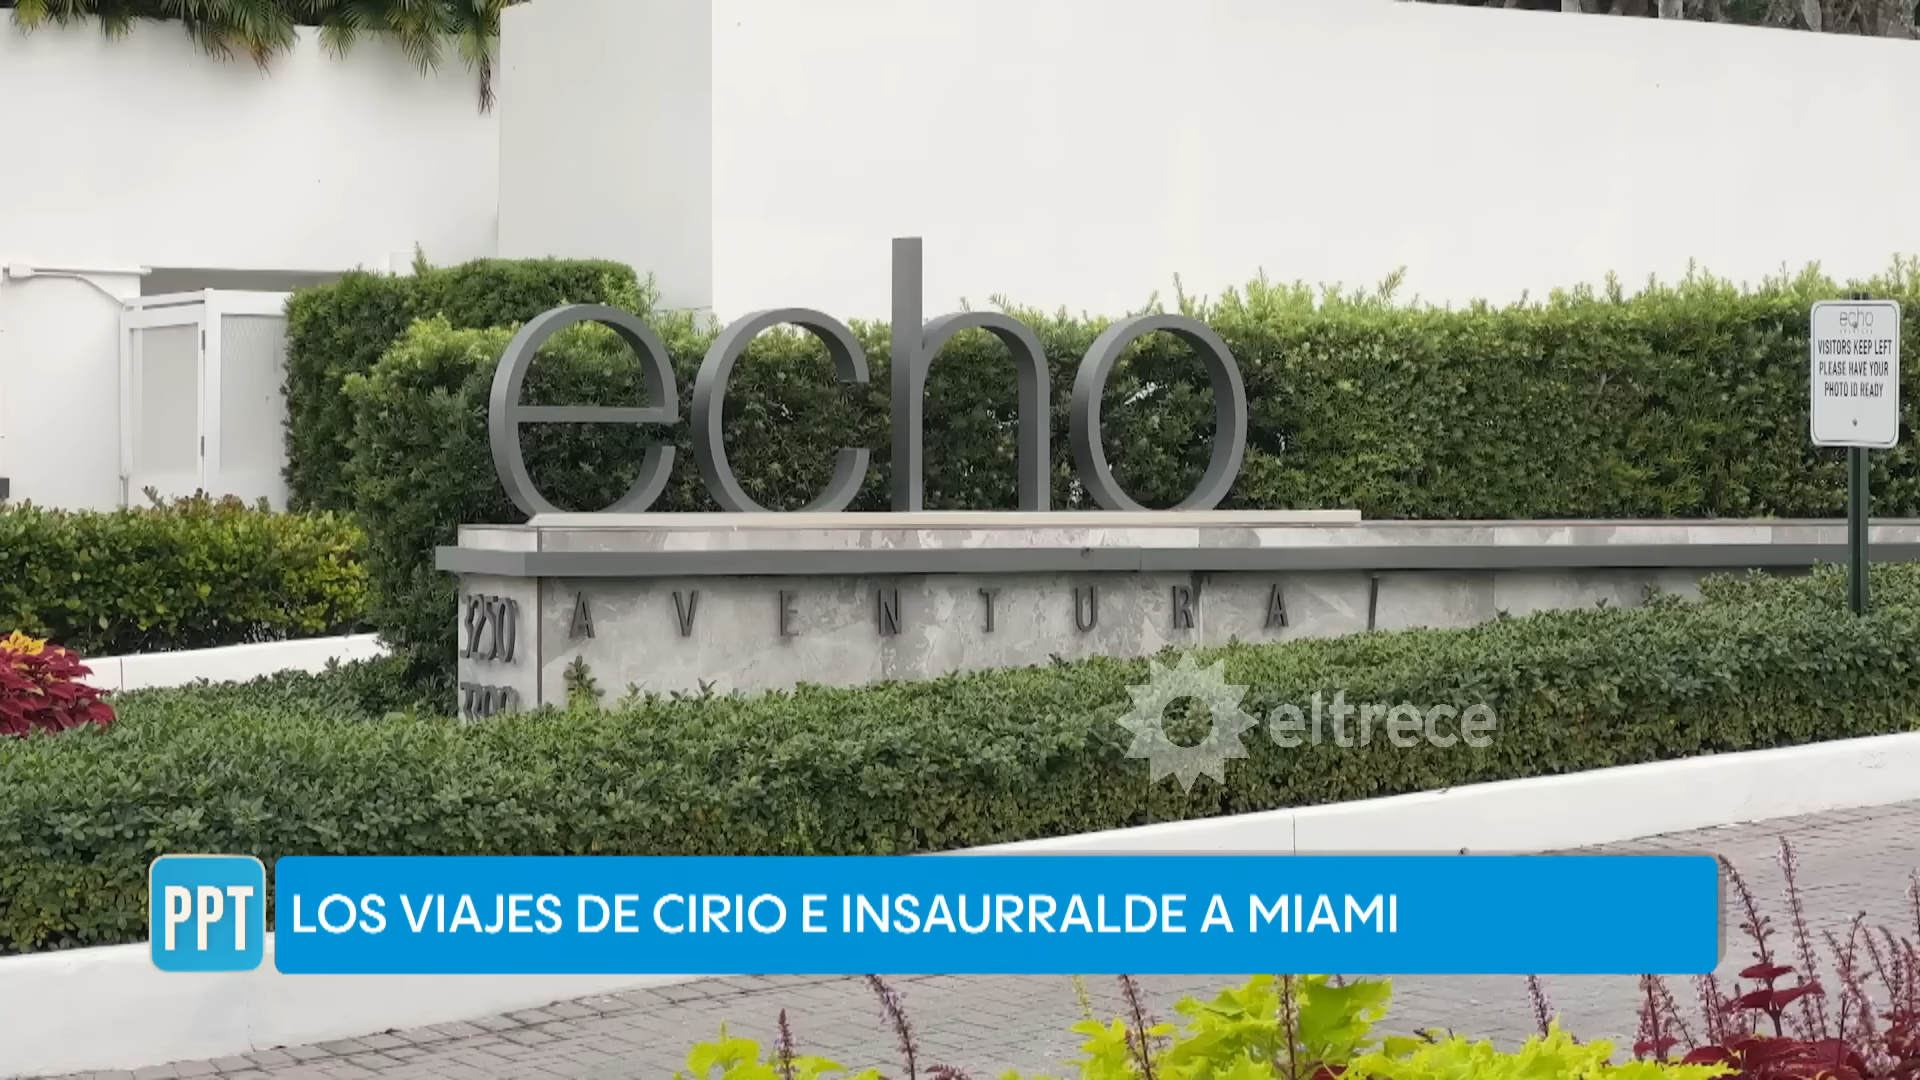 echo
AVENTURA
3250
echo
VISITORS KEEP LEFT
PLEASE HAVE YOUR
PHOTO ID READY
eltrece
PPT LOS VIAJES DE CIRIO E INSAURRALDE A MIAMI